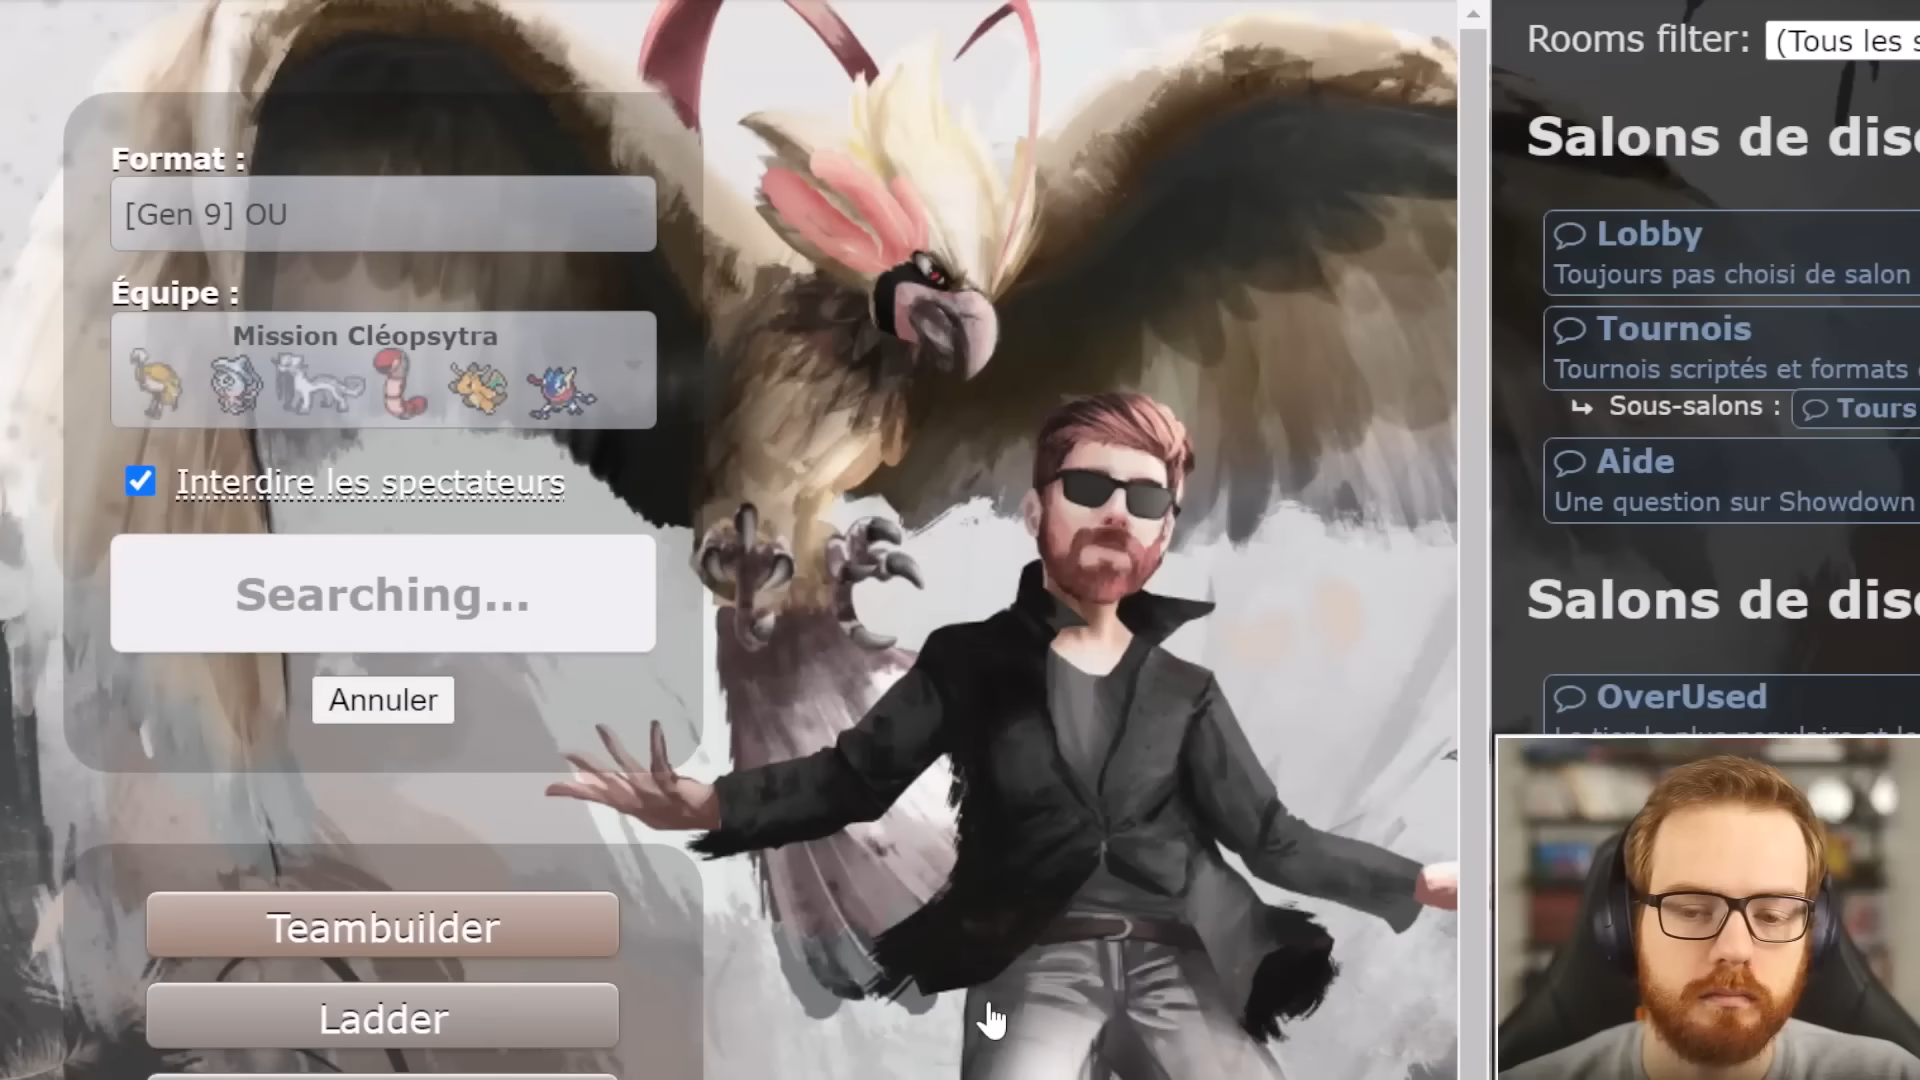 Format :
[Gen 9] OU
Équipe :
Mission Cléopsytra
Interdire les spectateurs
Searching...
Annuler
Teambuilder
Ladder
Rooms filter: (Tous les s
Salons de disc
Lobby
Toujours pas choisi de salon
Tournois
Tournois scriptés et formats
↳ Sous-salons : Tours
Aide
Une question sur Showdown
Salons de disc
OverUsed